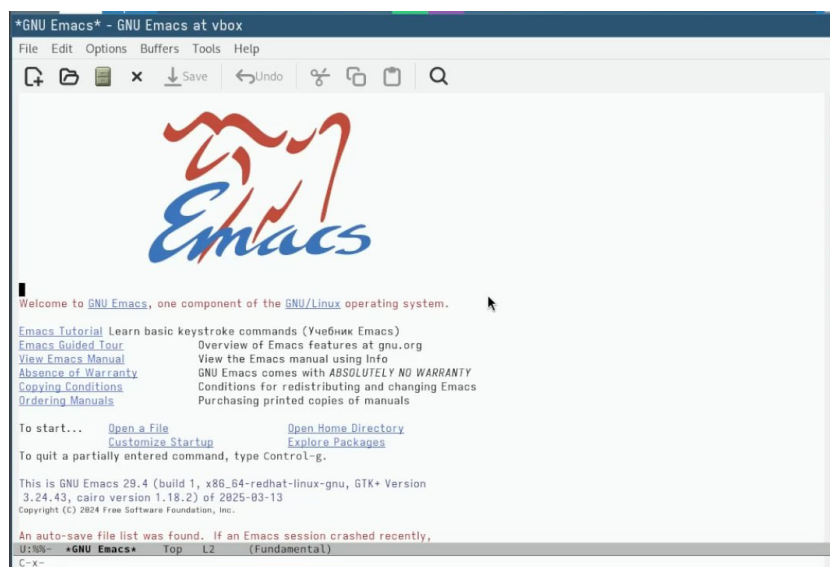 *GNU Emacs* - GNU Emacs at vbox
File Edit Options Buffers Tools Help
Save Undo
Emacs
Welcome to GNU Emacs, one component of the GNU/Linux operating system.
Emacs Tutorial Learn basic keystroke commands (Учебник Emacs)
Emacs Guided Tour Overview of Emacs features at gnu.org
View Emacs Manual View the Emacs manual using Info
Absence of Warranty GNU Emacs comes with ABSOLUTELY NO WARRANTY
Copying Conditions Conditions for redistributing and changing Emacs
Ordering Manuals Purchasing printed copies of manuals
To start... Open a File Open Home Directory
Customize Startup Explore Packages
To quit a partially entered command, type Control-g.
This is GNU Emacs 29.4 (build 1, x86_64-redhat-linux-gnu, GTK+ Version
3.24.43, cairo version 1.18.2) of 2025-03-13
Copyright (C) 2024 Free Software Foundation, Inc.
An auto-save file list was found. If an Emacs session crashed recently,
U:%%- *GNU Emacs* Top L2 (Fundamental)
C-x-